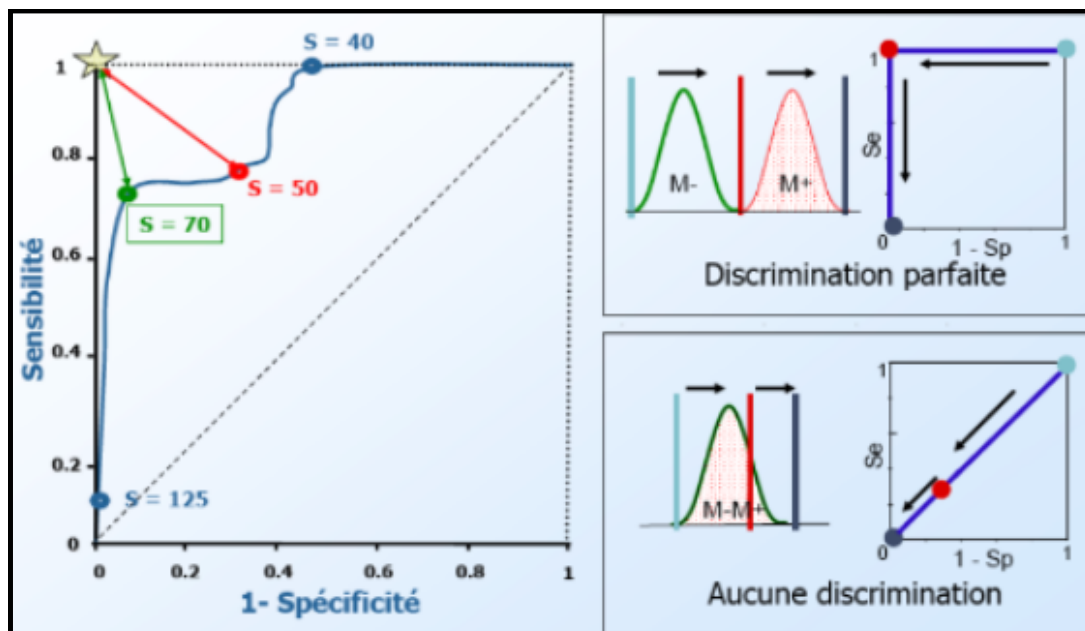 S = 40
1
0.8
S = 50
S = 70
0.6
Sensibilité
0.4
0.2
S = 125
0
0 0.2 0.4 0.6 0.8 1
1- Spécificité
M- M+
1
Se
0 1
1 - Sp
Discrimination parfaite
M-M+
1
Se
0 1
1 - Sp
Aucune discrimination